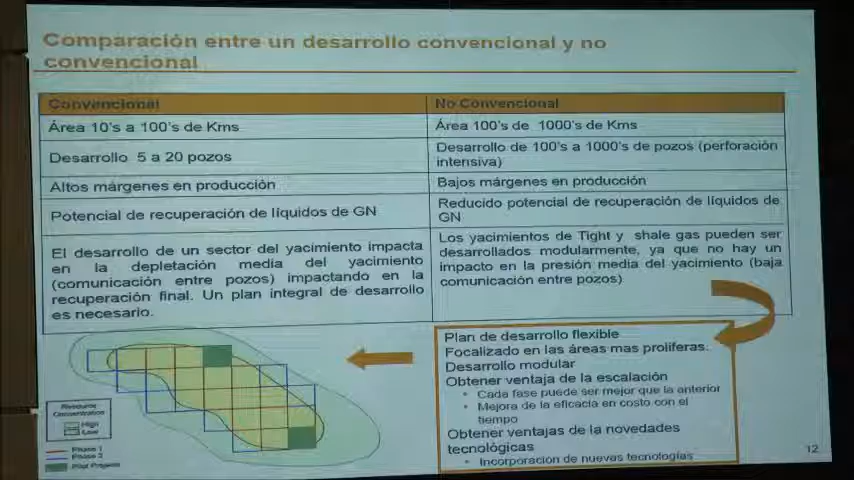 Comparación entre un desarrollo convencional y no
convencional
Convencional
No Convencional
Área 10's a 100's de Kms
Área 100's de 1000's de Kms
Desarrollo 5 a 20 pozos
Desarrollo de 100's a 1000's de pozos (perforación
intensiva)
Altos márgenes en producción
Bajos márgenes en producción
Potencial de recuperación de líquidos de GN
Reducido potencial de recuperación de líquidos de
GN
El desarrollo de un sector del yacimiento impacta
en la depletación media del yacimiento
(comunicación entre pozos) impactando en la
recuperación final. Un plan integral de desarrollo
es necesario.
Los yacimientos de Tight y shale gas pueden ser
desarrollados modularmente, ya que no hay un
impacto en la presión media del yacimiento (baja
comunicación entre pozos)
Plan de desarrollo flexible
Focalizado en las áreas mas proliferas.
Desarrollo modular
Obtener ventaja de la escalación
• Cada fase puede ser mejor que la anterior
• Mejora de la eficacia en costo con el
tiempo
Obtener ventajas de la novedades
tecnológicas
• Incorporacion de nuevas tecnologías
Resource
Concentration
High
Low
Phase 1
Phase 2
Pilot Projects
12